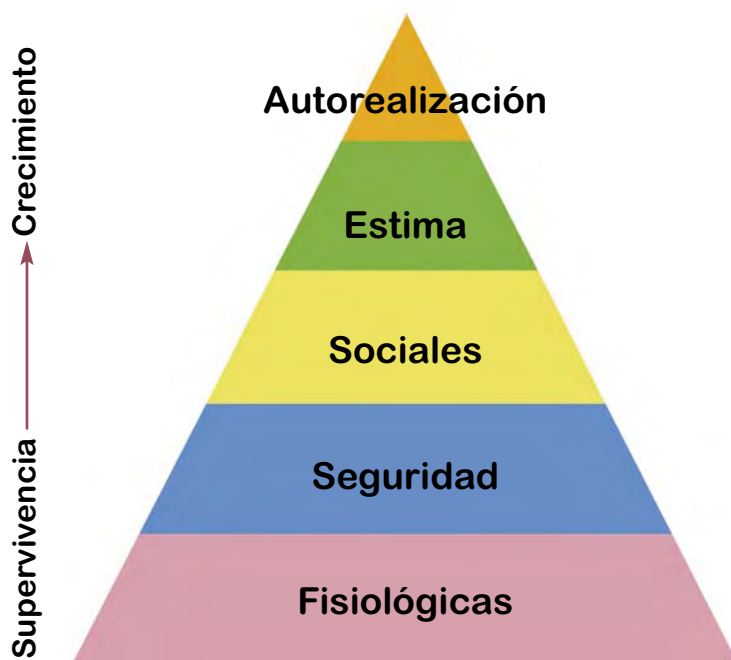 Crecimiento
Supervivencia
Autorealización
Estima
Sociales
Seguridad
Fisiológicas